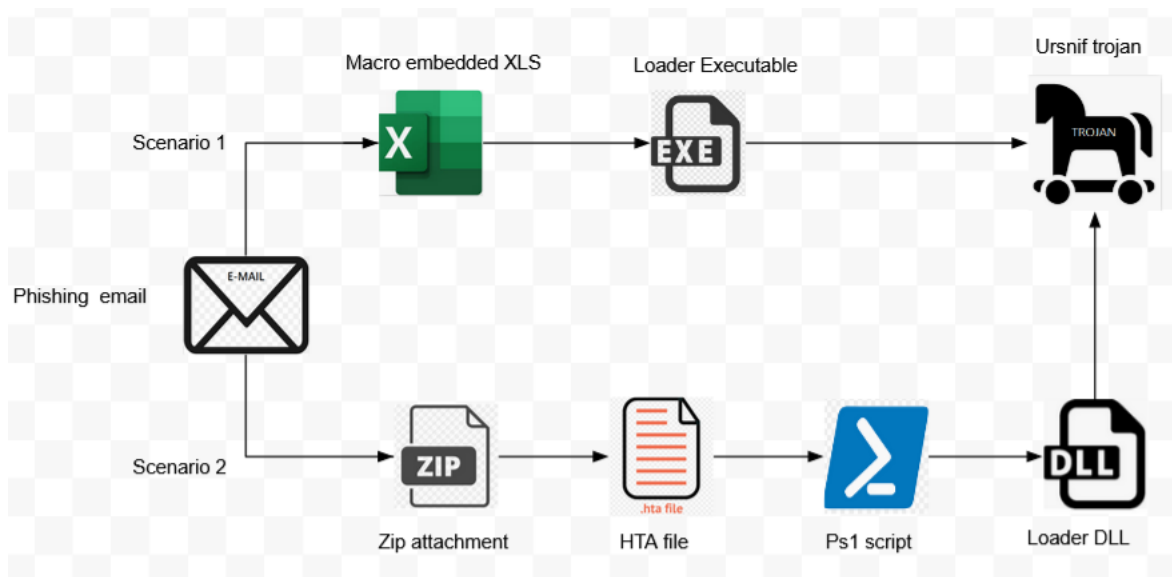 Ursnif trojan
Macro embedded XLS
Loader Executable
Scenario 1
X
EXE
TROJAN
E-MAIL
Phishing email
Scenario 2
ZIP
.hta file
DLL
Zip attachment
HTA file
Ps1 script
Loader DLL